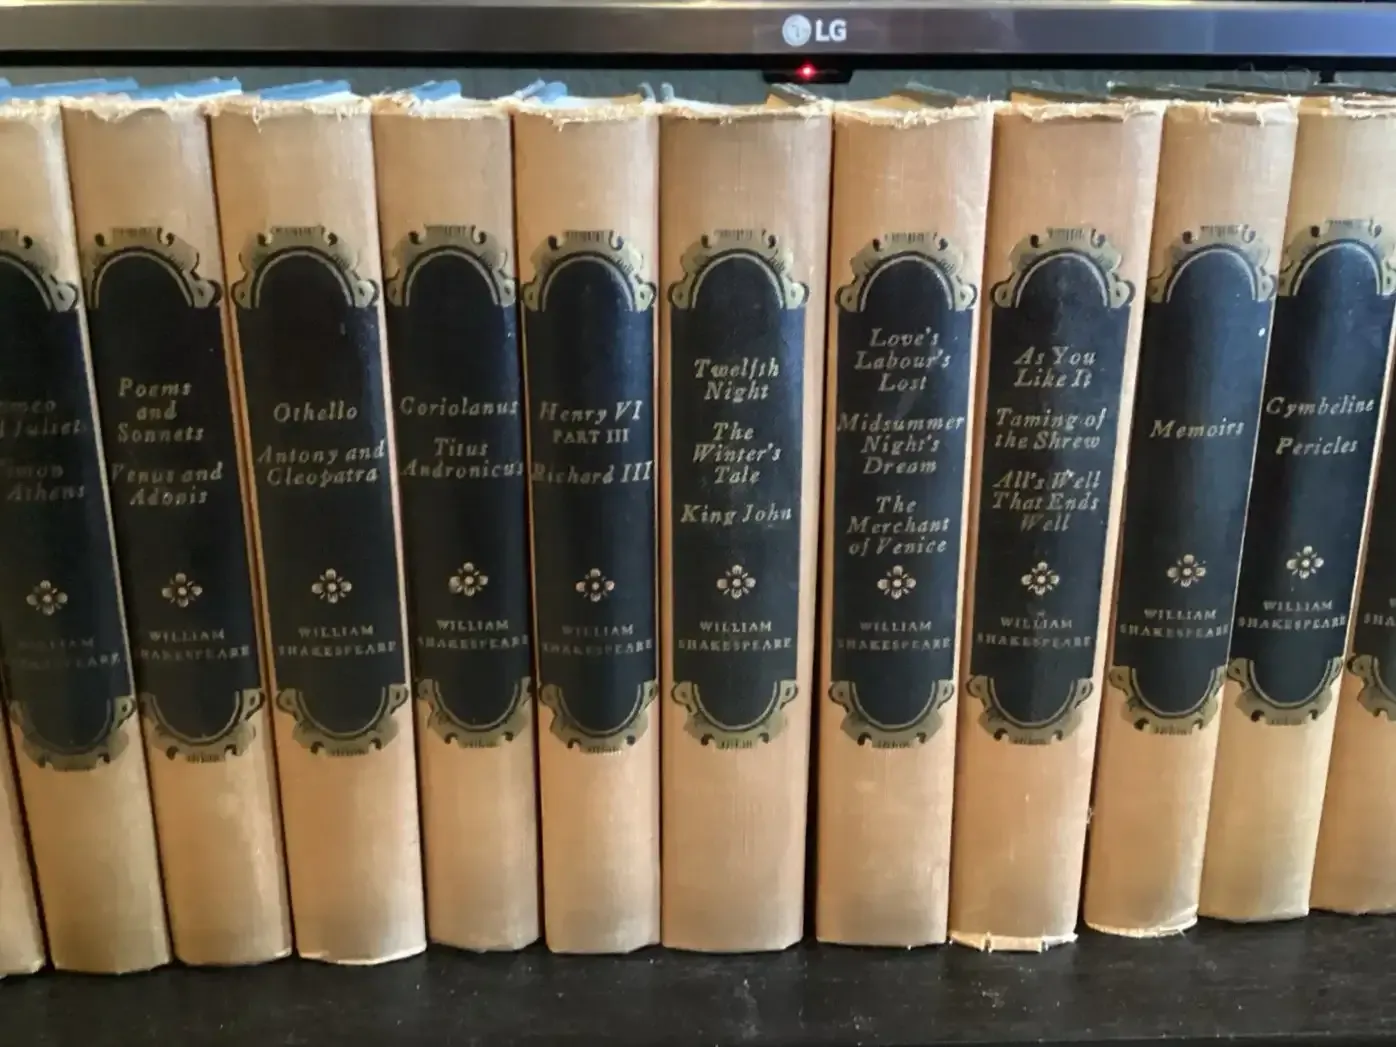 LG
Poems
and
Sonnets
Venus and
Adonis
WILLIAM
SHAKESPEARE
Othello
Antony and
Cleopatra
WILLIAM
SHAKESPEARE
Coriolanus
Titus
Andronicus
WILLIAM
SHAKESPEARE
Henry VI
PART III
Richard III
WILLIAM
SHAKESPEARE
Twelfth
Night
The
Winter's
Tale
King John
WILLIAM
SHAKESPEARE
Love's
Labour's
Lost
Midsummer
Night's
Dream
The
Merchant
of Venice
WILLIAM
SHAKESPEARE
As You
Like It
Taming of
the Shrew
All's Well
That Ends
Well
WILLIAM
SHAKESPEARE
Memoirs
WILLIAM
SHAKESPEARE
Cymbeline
Pericles
WILLIAM
SHAKESPEARE